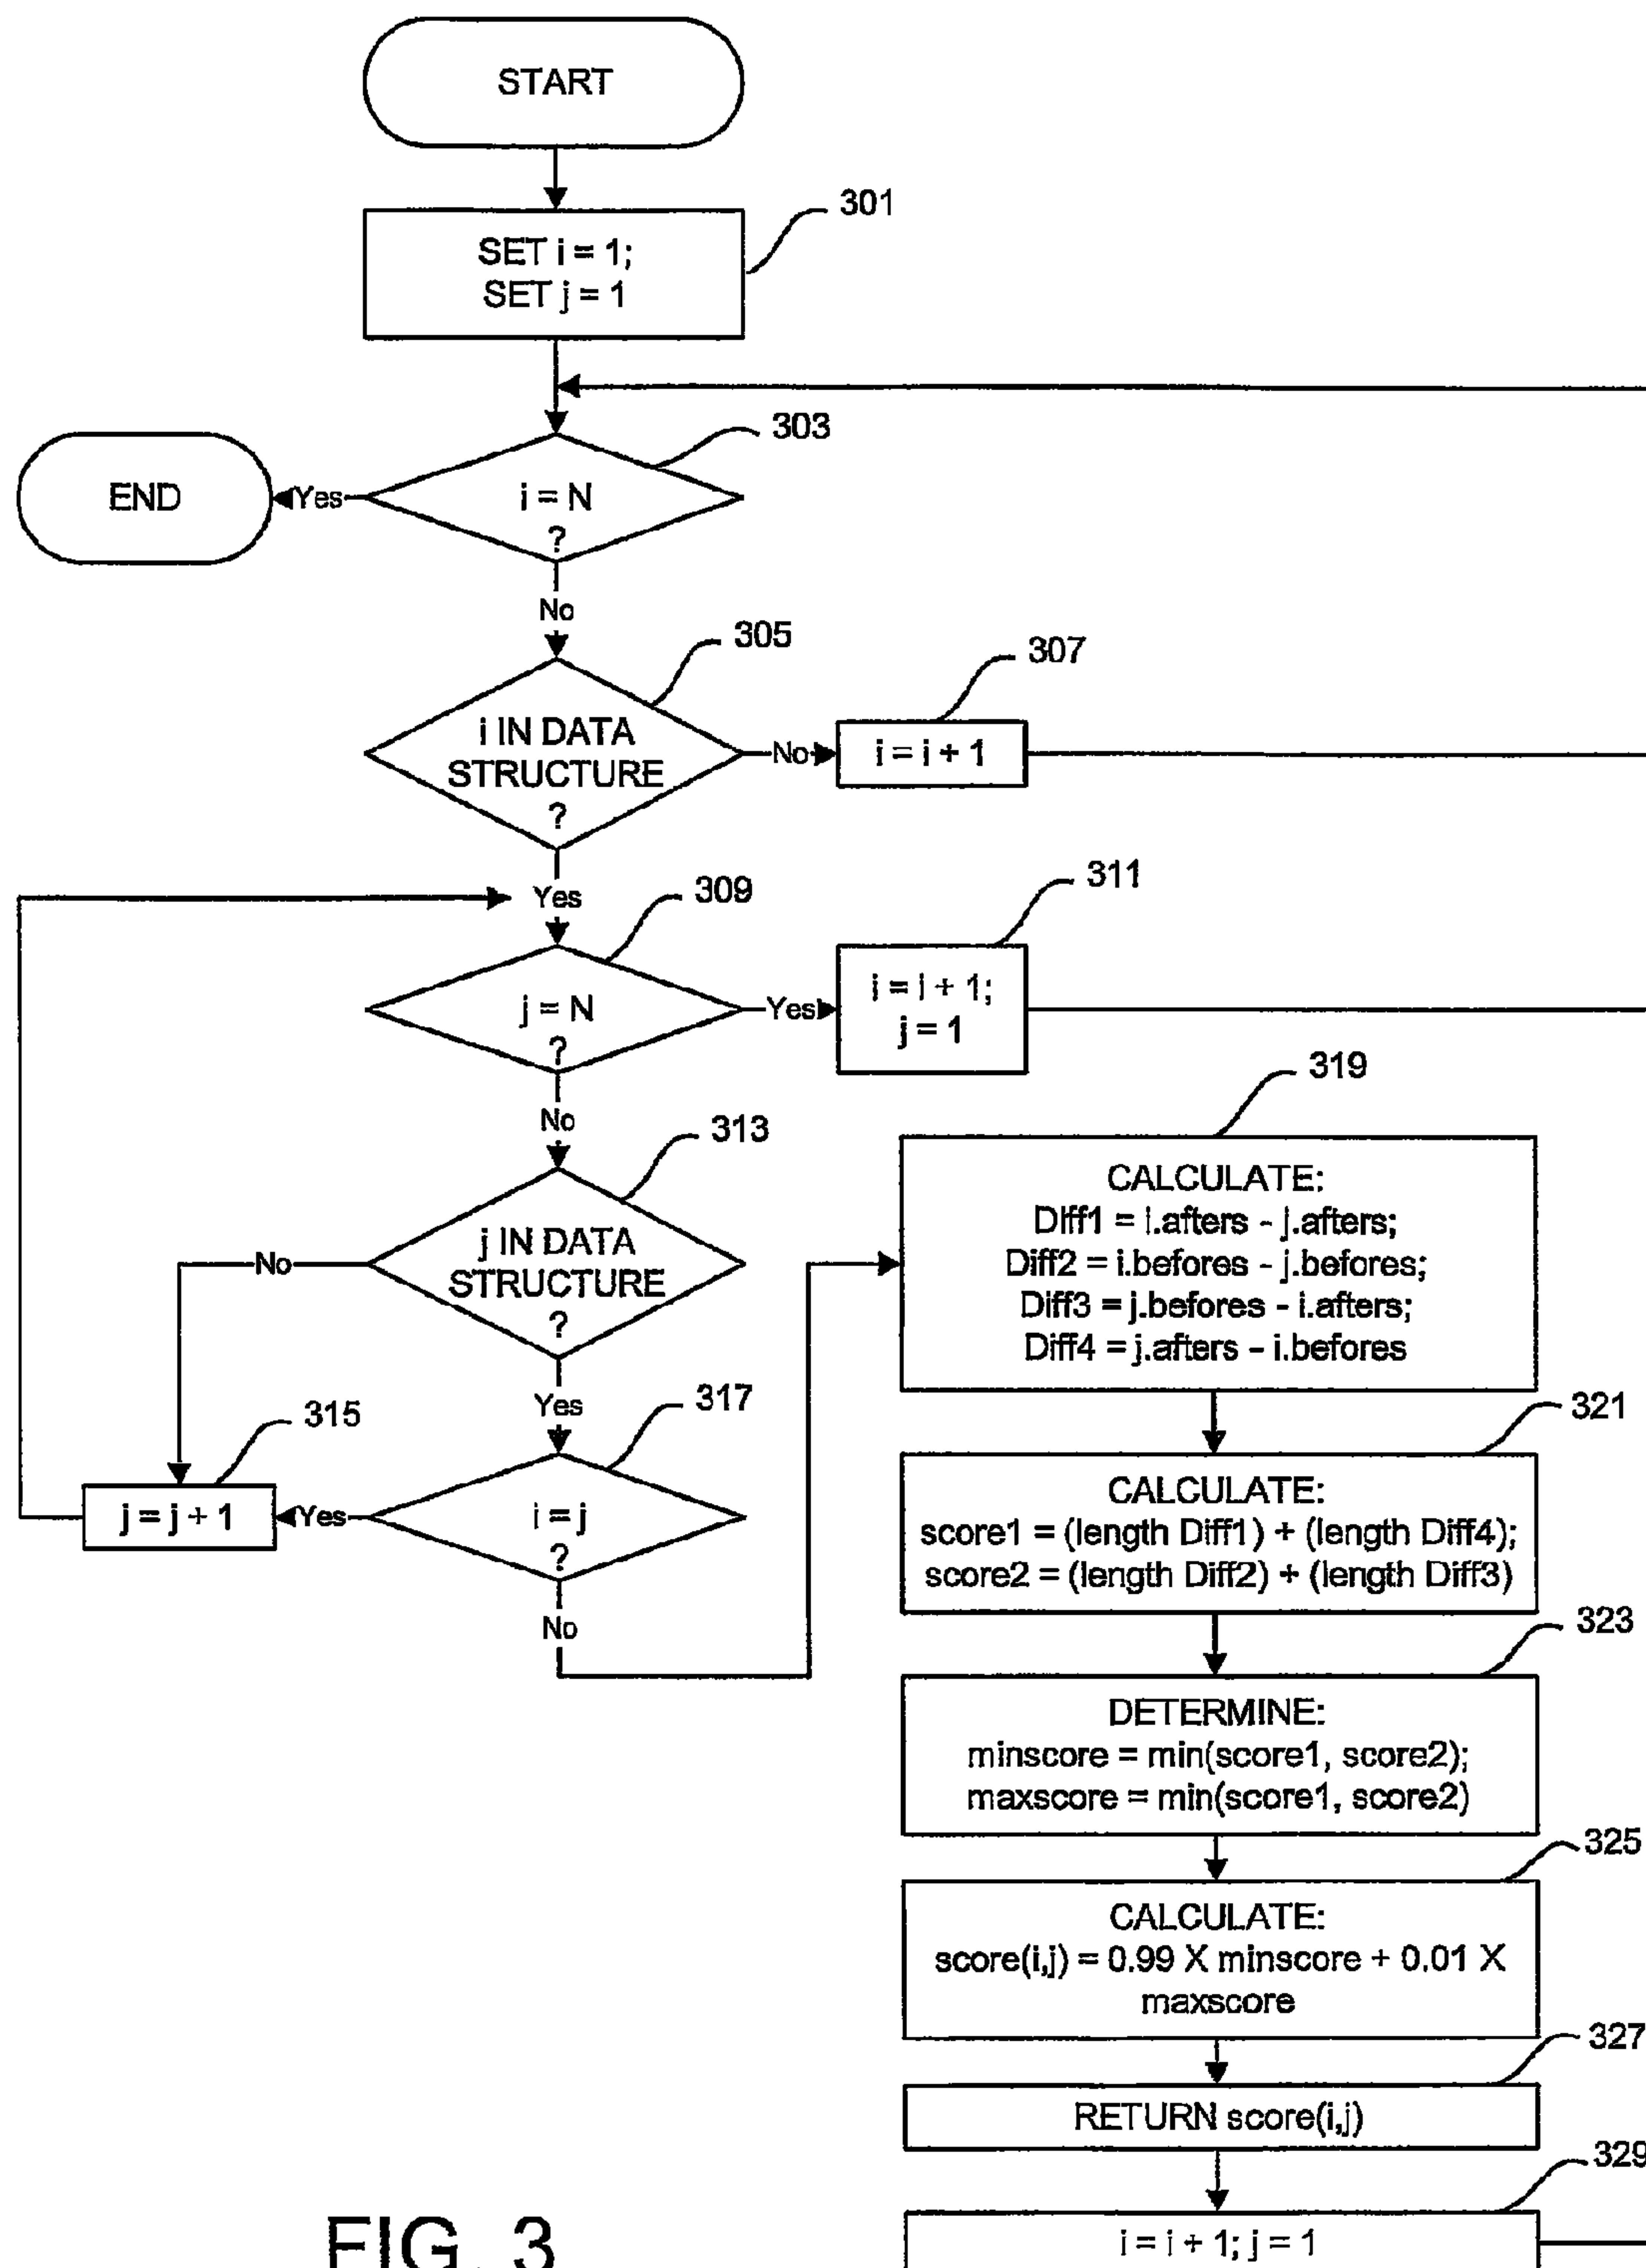 START
301
SET i = 1;
SET j = 1
303
i = N
?
Yes
END
No
305
i IN DATA
STRUCTURE
?
No
307
i = i + 1
Yes
309
j = N
?
Yes
311
i = i + 1;
j = 1
No
313
j IN DATA
STRUCTURE
?
No
315
j = j + 1
Yes
317
i = j
?
Yes
No
319
CALCULATE:
Diff1 = i.afters - j.afters;
Diff2 = i.befores - j.befores;
Diff3 = j.befores - i.afters;
Diff4 = j.afters - i.befores
321
CALCULATE:
score1 = (length Diff1) + (length Diff4);
score2 = (length Diff2) + (length Diff3)
323
DETERMINE:
minscore = min(score1, score2);
maxscore = min(score1, score2)
325
CALCULATE:
score(i,j) = 0.99 X minscore + 0.01 X
maxscore
327
RETURN score(i,j)
329
i = i + 1; j = 1
FIG. 3